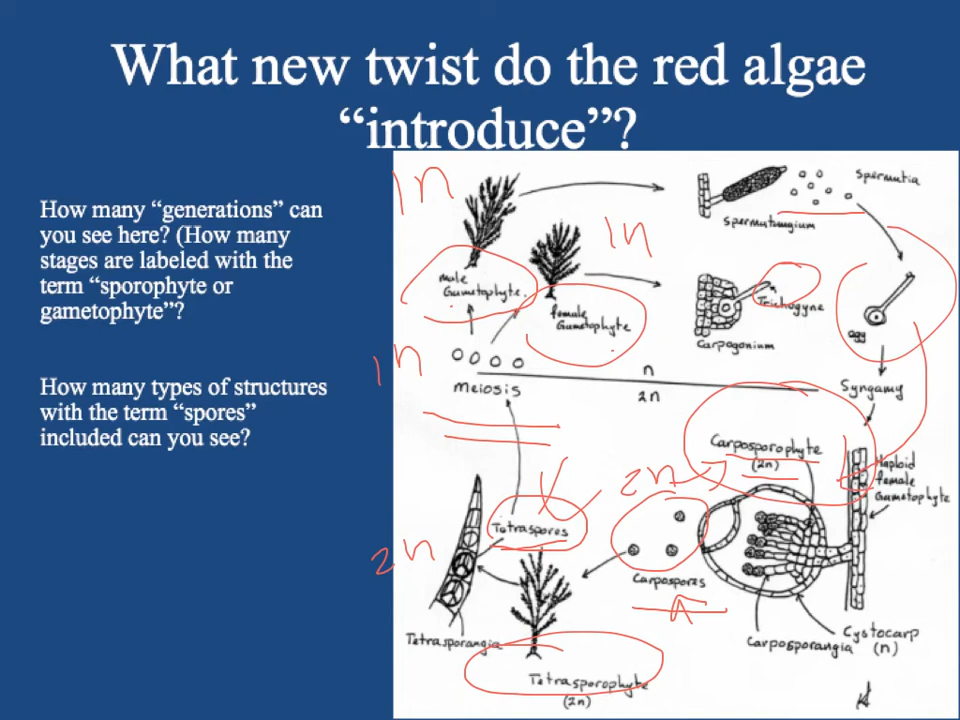 What new twist do the red algae
“introduce”?
How many “generations” can
you see here? (How many
stages are labeled with the
term “sporophyte or
gametophyte”?
How many types of structures
with the term “spores”
included can you see?
1n
male
Gametophyte.
1n
female
Gametophyte
Spermatangium
Spermatia
Trichogyne
Carpogonium
egg
1n
meiosis
n
2n
Syngamy
Carposporophyte
(2n)
Haploid
female
Gametophyte
2n
Tetraspores
2n
Carpospores
Tetrasporangia
Tetrasporophyte
(2n)
Carposporangia
Cystocarp
(n)